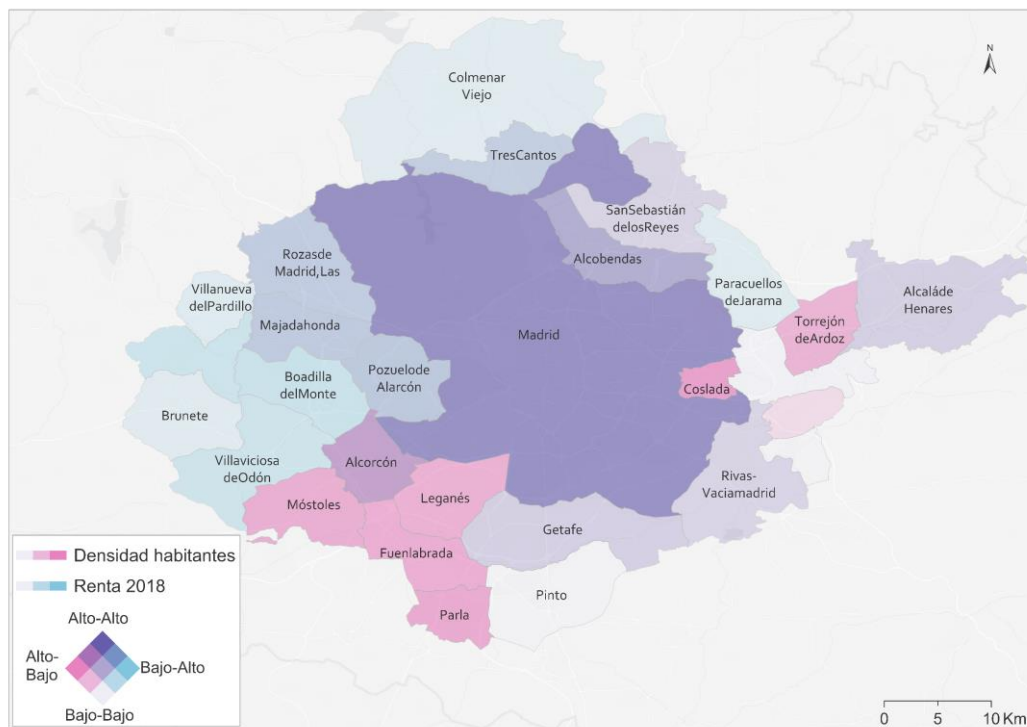 N
Colmenar
Viejo
TresCantos
SanSebastián
delosReyes
Rozasde
Madrid,Las
Alcobendas
Villanueva
delPardillo
Paracuellos
deJarama
Alcaláde
Henares
Majadahonda
Madrid
Torrejón
deArdoz
Pozuelode
Alarcón
Boadilla
delMonte
Coslada
Brunete
Villaviciosa
deOdón
Alcorcón
Rivas-
Vaciamadrid
Móstoles
Leganés
Getafe
Fuenlabrada
Pinto
Parla
Densidad habitantes
Renta 2018
Alto-Alto
Alto-
Bajo
Bajo-Alto
Bajo-Bajo
0 5 10 Km